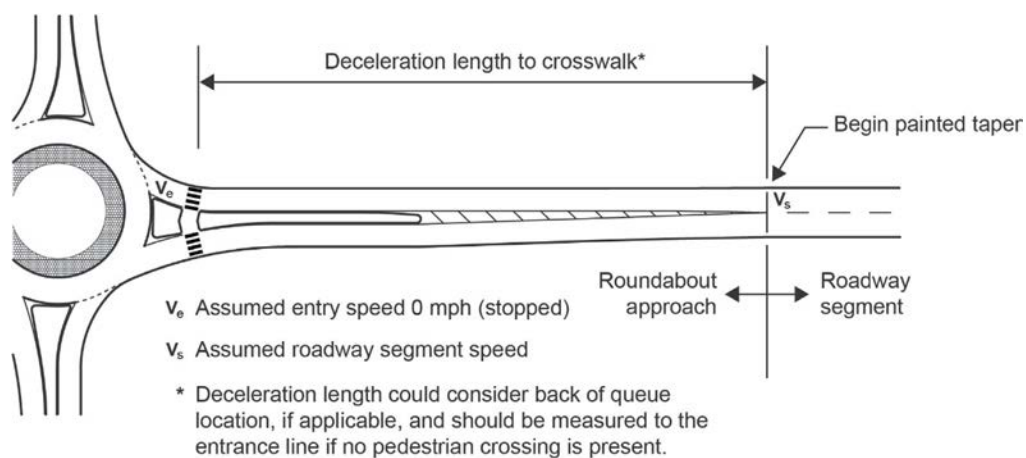 Deceleration length to crosswalk*
Begin painted taper
Ve
Vs
Roundabout approach
Roadway segment
Ve Assumed entry speed 0 mph (stopped)
Vs Assumed roadway segment speed
* Deceleration length could consider back of queue
location, if applicable, and should be measured to the
entrance line if no pedestrian crossing is present.